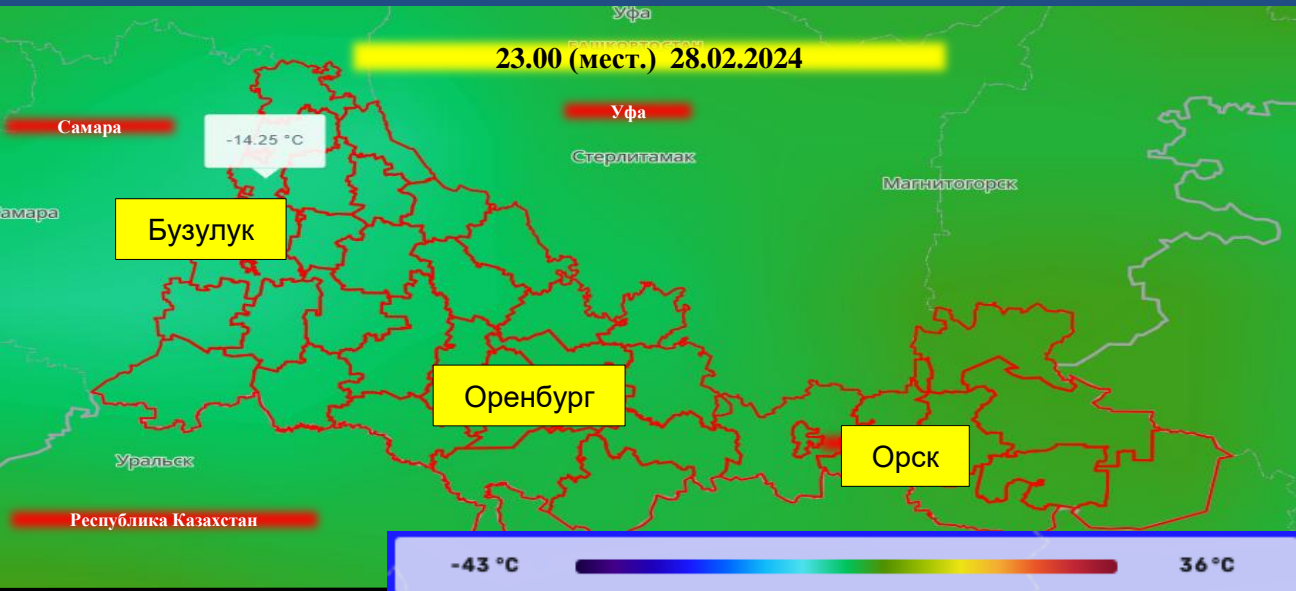 Уфа
БАШКОРТОСТАН
23.00 (мест.) 28.02.2024
Самара
Уфа
-14.25 °C
Стерлитамак
Магнитогорск
амара
Бузулук
Оренбург
Орск
Уральск
Республика Казахстан
-43 °C
36°C